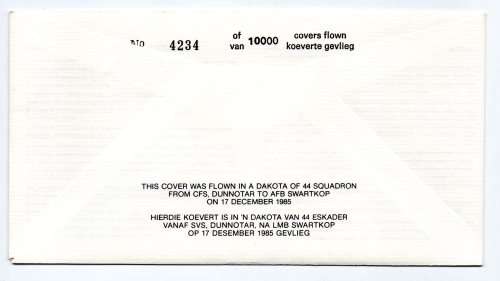 No 4234 of van 10000 covers flown koeverte gevlieg
THIS COVER WAS FLOWN IN A DAKOTA OF 44 SQUADRON
FROM CFS, DUNNOTAR TO AFB SWARTKOP
ON 17 DECEMBER 1985
HIERDIE KOEVERT IS IN 'N DAKOTA VAN 44 ESKADER
VANAF SVS, DUNNOTAR, NA LMB SWARTKOP
OP 17 DESEMBER 1985 GEVLIEG